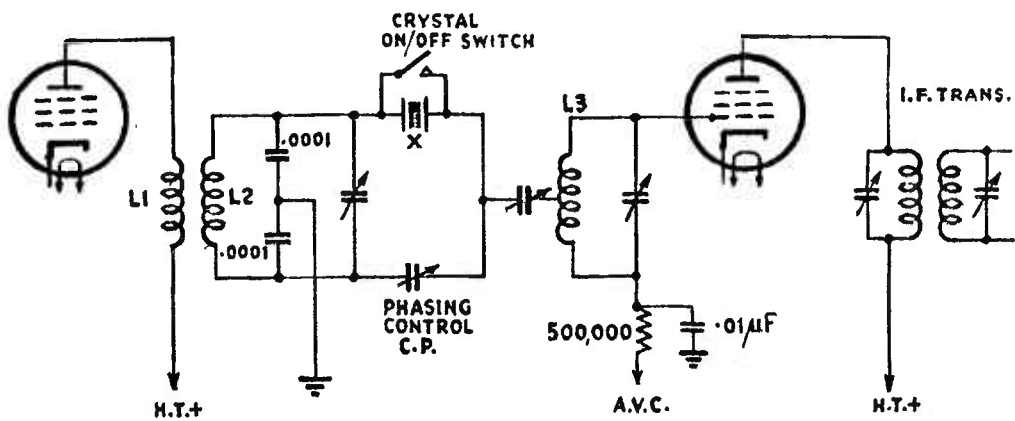 CRYSTAL
ON/OFF SWITCH
L3
I.F. TRANS.
.0001
X
L1
L2
.0001
PHASING
CONTROL
C.P.
500,000
.01µF
H.T.+
A.V.C.
H.T.+